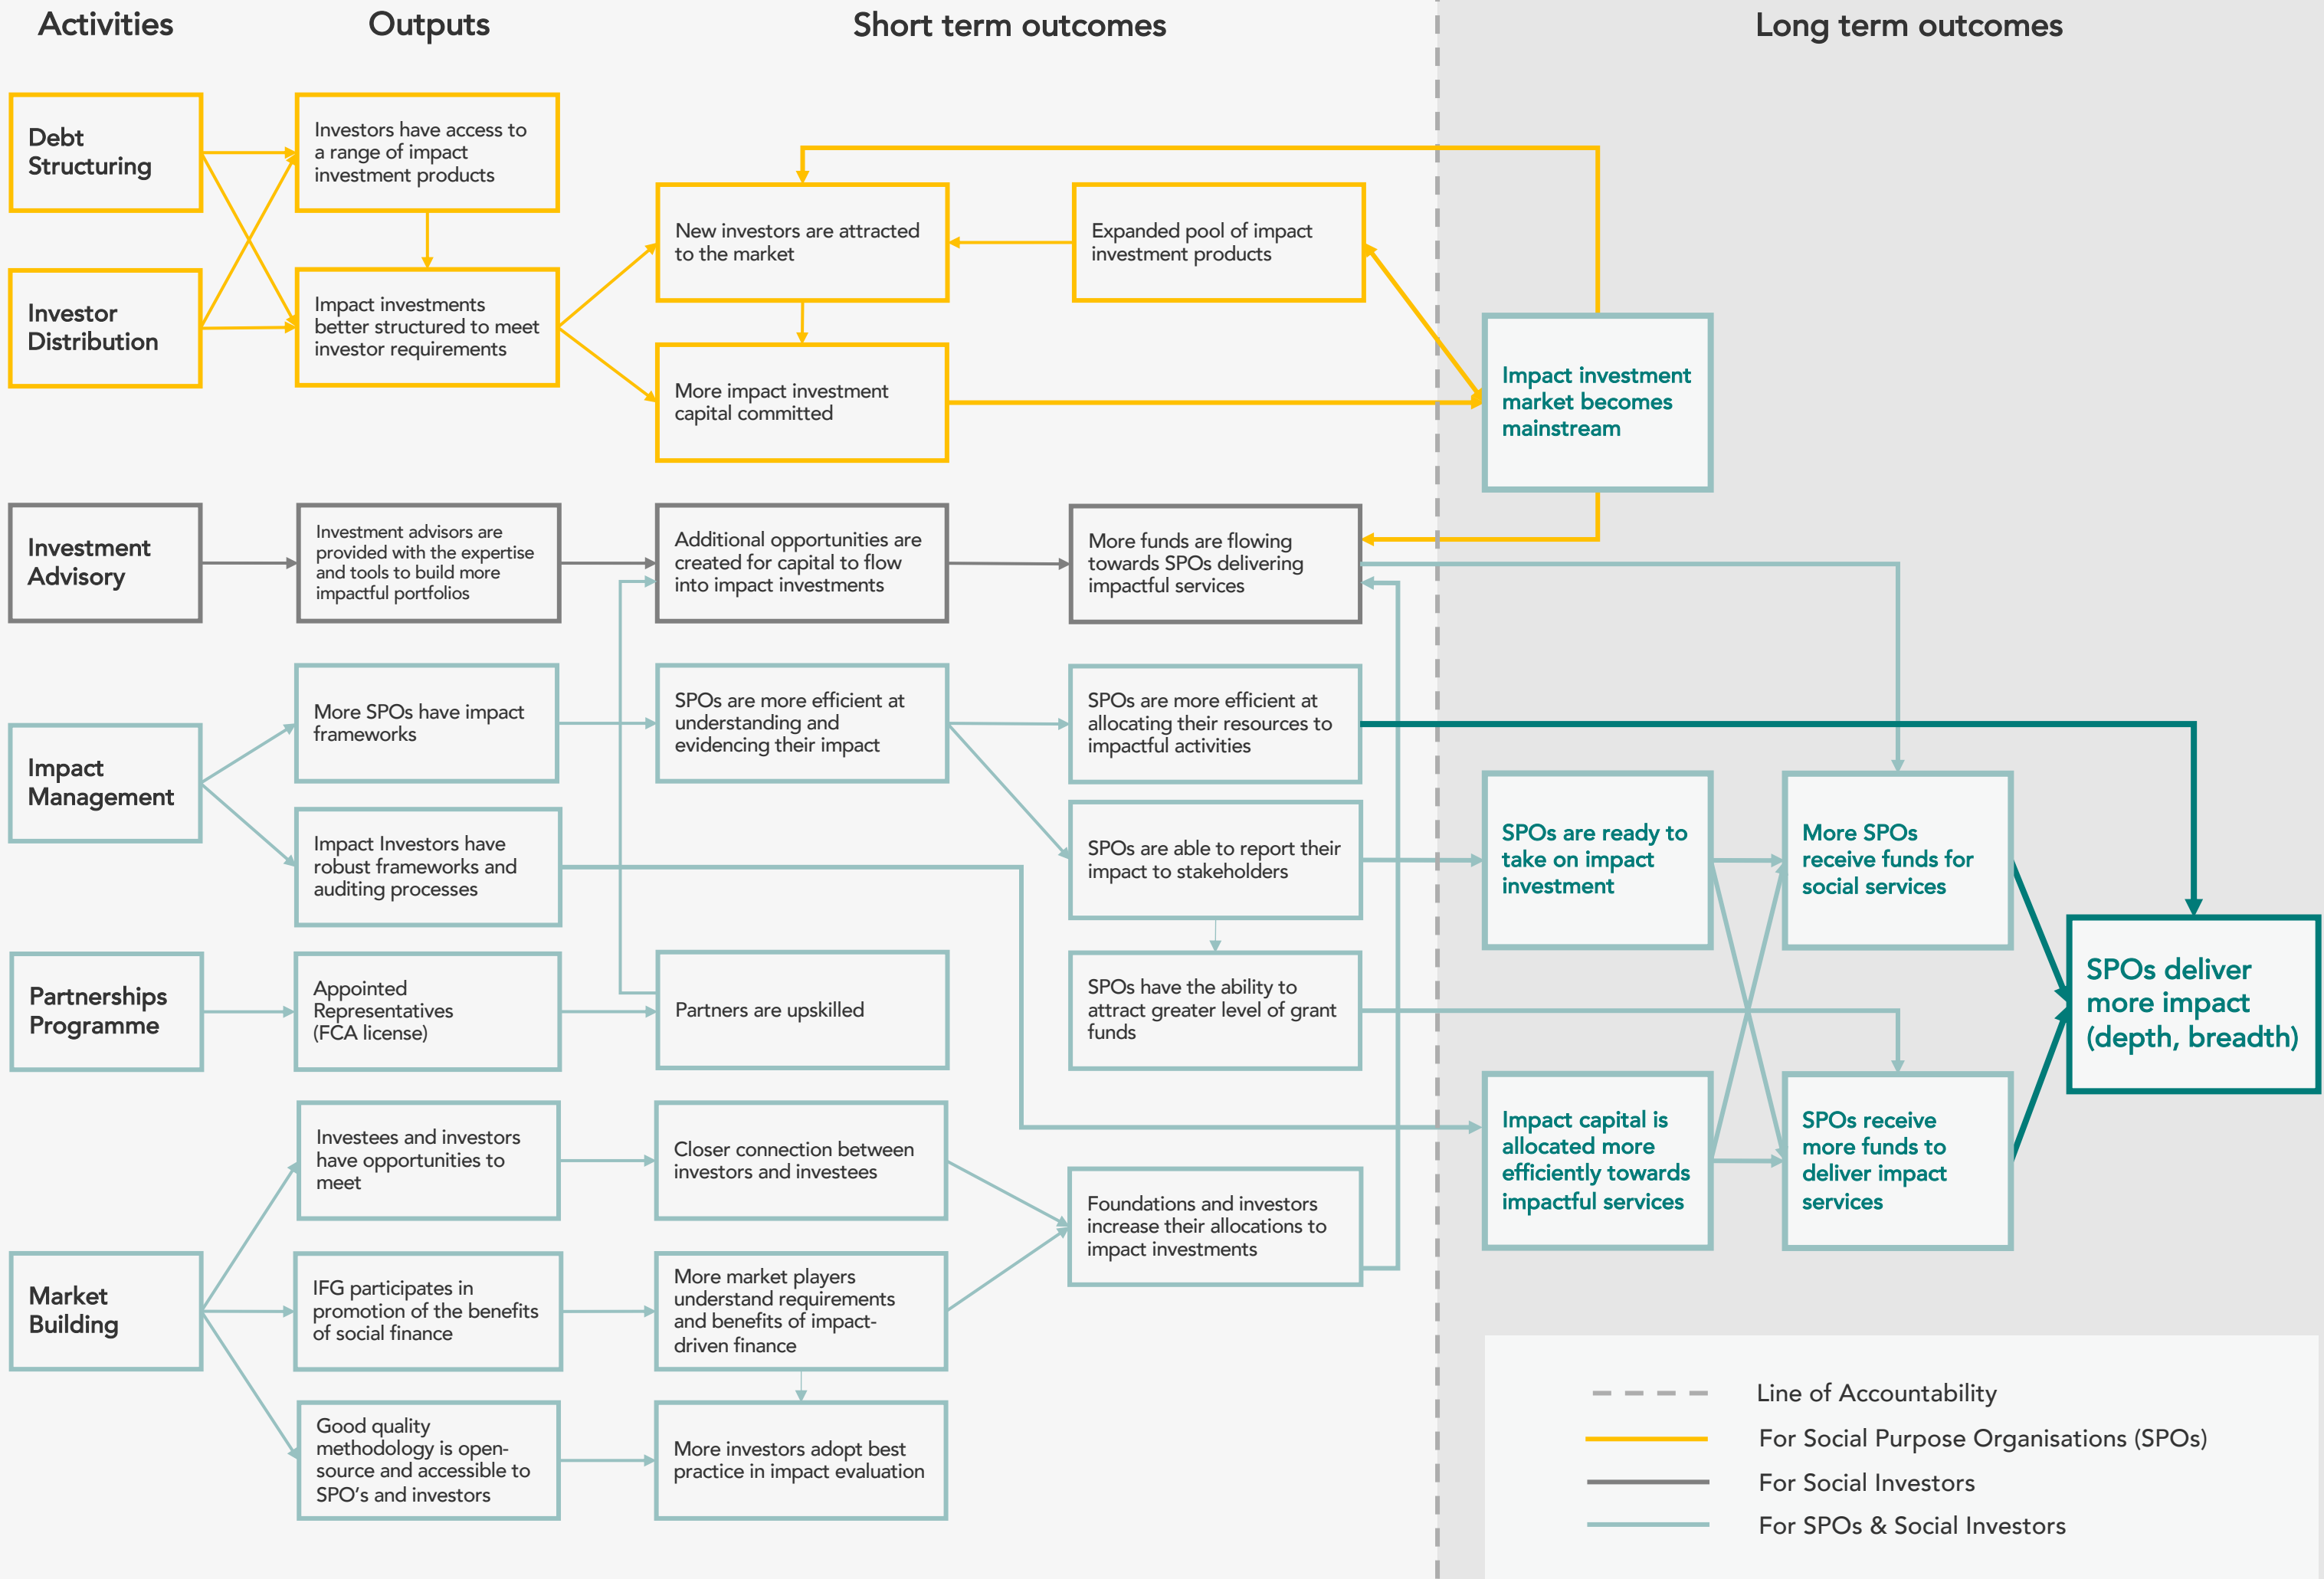 Activities
Outputs
Short term outcomes
Long term outcomes
Debt
Structuring
Investors have access to
a range of impact
investment products
New investors are attracted
to the market
Expanded pool of impact
investment products
Investor
Distribution
Impact investments
better structured to meet
investor requirements
More impact investment
capital committed
Impact investment
market becomes
mainstream
Investment
Advisory
Investment advisors are
provided with the expertise
and tools to build more
impactful portfolios
Additional opportunities are
created for capital to flow
into impact investments
More funds are flowing
towards SPOs delivering
impactful services
Impact
Management
More SPOs have impact
frameworks
SPOs are more efficient at
understanding and
evidencing their impact
SPOs are more efficient at
allocating their resources to
impactful activities
Impact Investors have
robust frameworks and
auditing processes
SPOs are able to report their
impact to stakeholders
SPOs are ready to
take on impact
investment
More SPOs
receive funds for
social services
Partnerships
Programme
Appointed
Representatives
(FCA license)
Partners are upskilled
SPOs have the ability to
attract greater level of grant
funds
SPOs deliver
more impact
(depth, breadth)
Investees and investors
have opportunities to
meet
Closer connection between
investors and investees
Foundations and investors
increase their allocations to
impact investments
Impact capital is
allocated more
efficiently towards
impactful services
SPOs receive
more funds to
deliver impact
services
Market
Building
IFG participates in
promotion of the benefits
of social finance
More market players
understand requirements
and benefits of impact-
driven finance
Good quality
methodology is open-
source and accessible to
SPO's and investors
More investors adopt best
practice in impact evaluation
Line of Accountability
For Social Purpose Organisations (SPOs)
For Social Investors
For SPOs & Social Investors